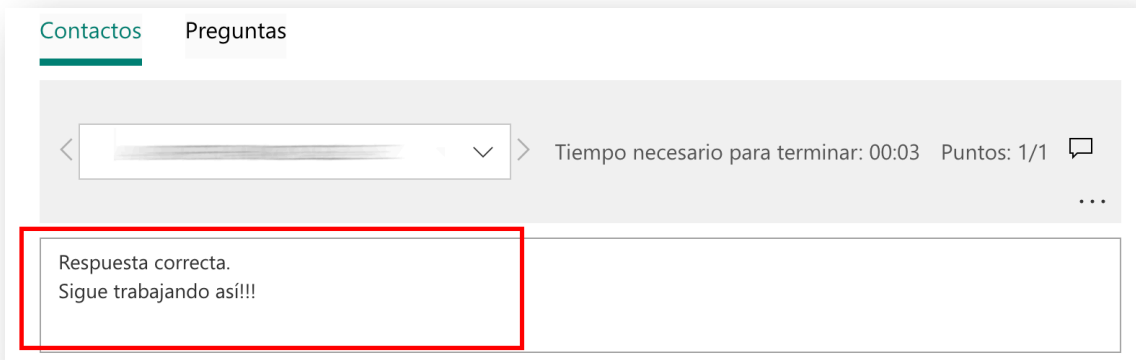 Contactos Preguntas
Tiempo necesario para terminar: 00:03 Puntos: 1/1
Respuesta correcta.
Sigue trabajando así!!!